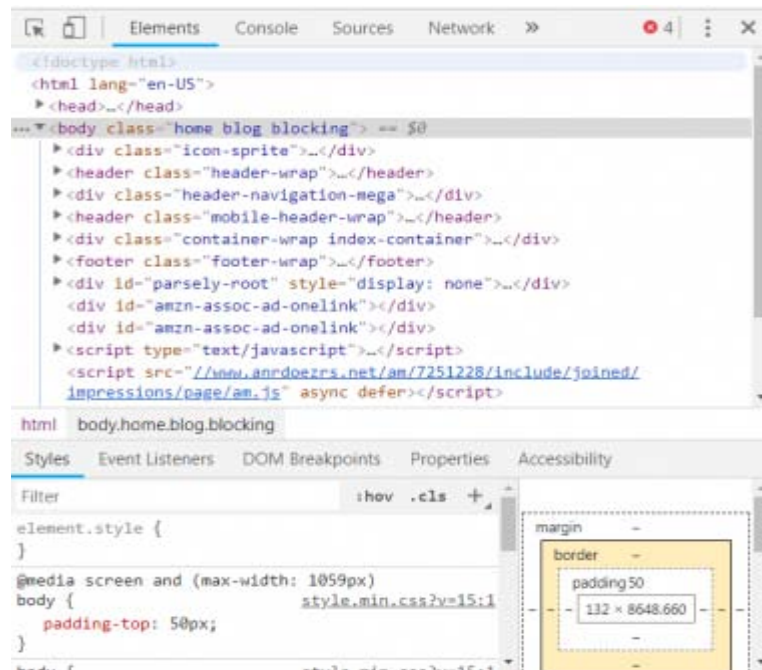 Elements Console Sources Network » 4
<!doctype html>
<html lang="en-US">
<head>…</head>
<body class="home blog blocking"> == $0
<div class="icon-sprite">…</div>
<header class="header-wrap">…</header>
<div class="header-navigation-mega">…</div>
<header class="mobile-header-wrap">…</header>
<div class="container-wrap index-container">…</div>
<footer class="footer-wrap">…</footer>
<div id="parsely-root" style="display: none">…</div>
<div id="amzn-assoc-ad-onelink"></div>
<div id="amzn-assoc-ad-onelink"></div>
<script type="text/javascript">…</script>
<script src="//www.anrdoezrs.net/am/7251228/include/joined/
impressions/page/am.js" async defer></script>
html body.home.blog.blocking
Styles Event Listeners DOM Breakpoints Properties Accessibility
Filter :hov .cls +
element.style {
}
@media screen and (max-width: 1059px)
body { style.min.css?v=15:1
padding-top: 50px;
}
body { style.min.css?v=15:1
margin -
border -
padding 50
- - - 132 × 8648.660 - - -
-
-